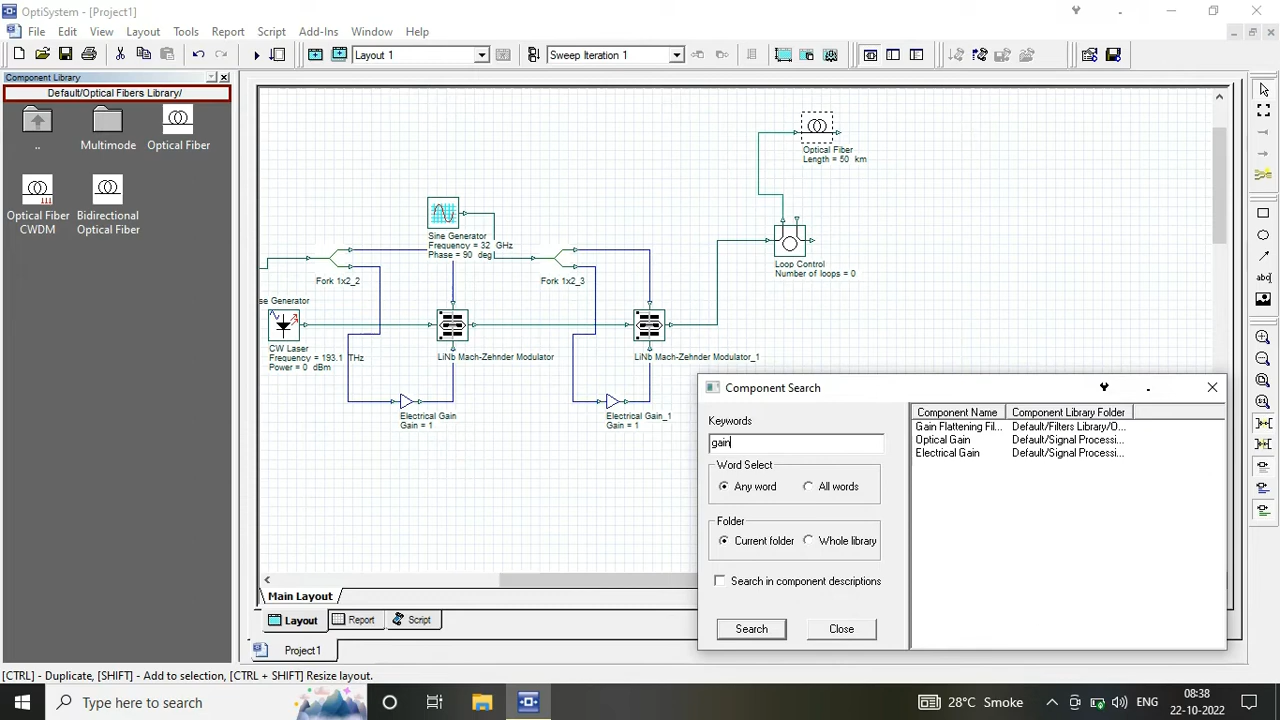 OptiSystem - [Project1]
File Edit View Layout Tools Report Script Add-Ins Window Help
Layout 1
Sweep Iteration 1
Component Library
Default/Optical Fibers Library/
..
Multimode
Optical Fiber
Optical Fiber
CWDM
Bidirectional
Optical Fiber
Optical Fiber
Length = 50 km
Sine Generator
Frequency = 32 GHz
Phase = 90 deg
Loop Control
Number of loops = 0
Fork 1x2_2
Fork 1x2_3
se Generator
CW Laser
Frequency = 193.1 THz
Power = 0 dBm
LiNb Mach-Zehnder Modulator
LiNb Mach-Zehnder Modulator_1
Electrical Gain
Gain = 1
Electrical Gain_1
Gain = 1
Component Search
Keywords
gain
Word Select
Any word
All words
Folder
Current folder
Whole library
Search in component descriptions
Search
Close
Component Name Component Library Folder
Gain Flattening Fil... Default/Filters Library/O...
Optical Gain Default/Signal Processi...
Electrical Gain Default/Signal Processi...
Main Layout
Layout Report Script
Project1
[CTRL] - Duplicate, [SHIFT] - Add to selection, [CTRL + SHIFT] Resize layout.
Type here to search
28°C Smoke
ENG
08:38
22-10-2022
abl